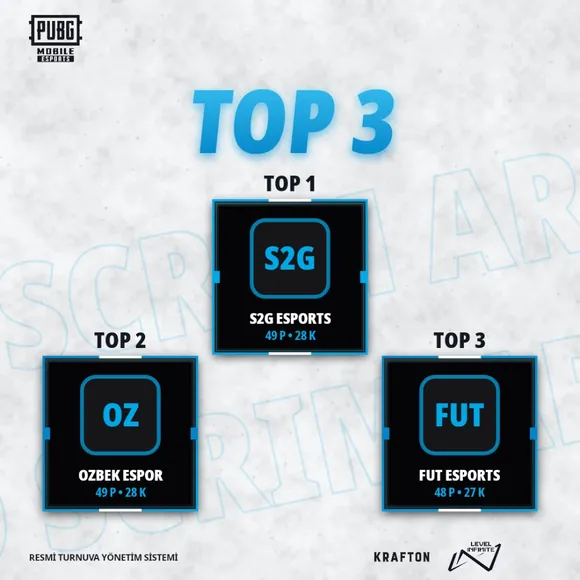 PUBG
MOBILE
ESPORTS
TOP 3
TOP 1
S2G
S2G ESPORTS
49 P • 28 K
TOP 2
OZ
OZBEK ESPOR
49 P • 28 K
TOP 3
FUT
FUT ESPORTS
48 P • 27 K
RESMİ TURNUVA YÖNETİM SİSTEMİ
KRAFTON
LEVEL
INFINITE